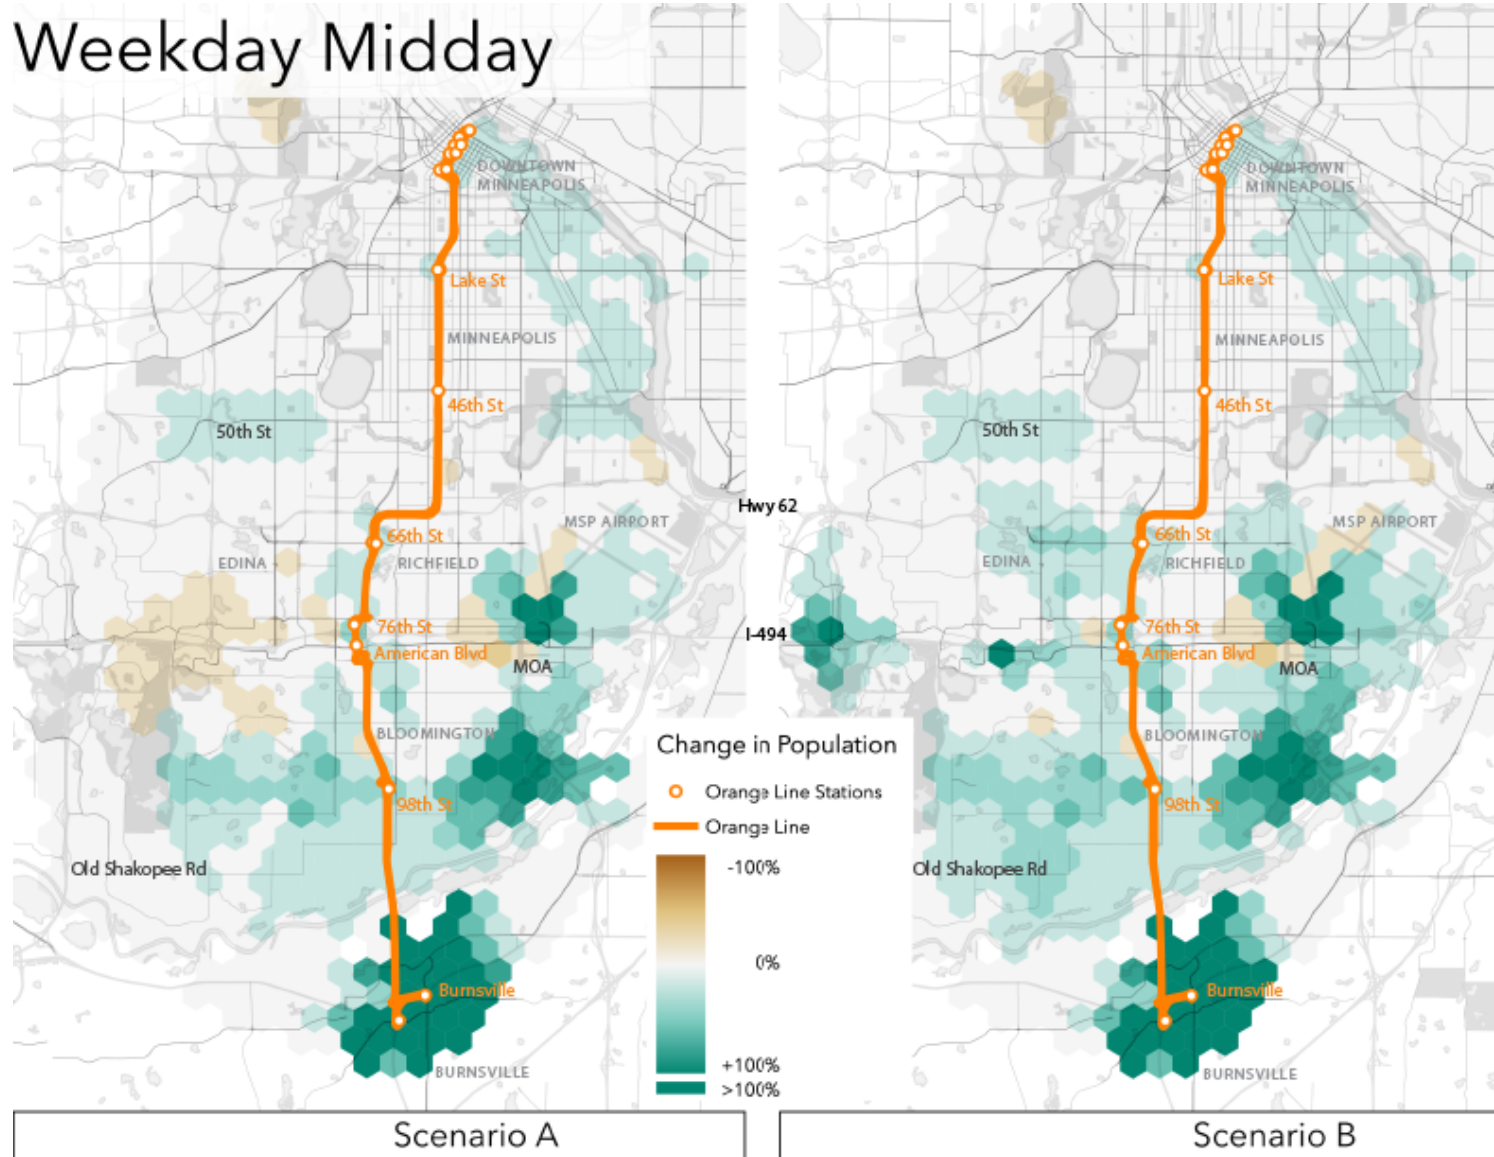 Weekday Midday
DOWNTOWN
MINNEAPOLIS
Lake St
MINNEAPOLIS
46th St
50th St
66th St
MSP AIRPORT
EDINA
RICHFIELD
76th St
American Blvd
MOA
BLOOMINGTON
98th St
Old Shakopee Rd
Burnsville
BURNSVILLE
Scenario A
Hwy 62
I-494
Change in Population
Orange Line Stations
Orange Line
-100%
0%
+100%
>100%
DOWNTOWN
MINNEAPOLIS
Lake St
MINNEAPOLIS
46th St
50th St
66th St
MSP AIRPORT
EDINA
RICHFIELD
76th St
American Blvd
MOA
BLOOMINGTON
98th St
Old Shakopee Rd
Burnsville
BURNSVILLE
Scenario B